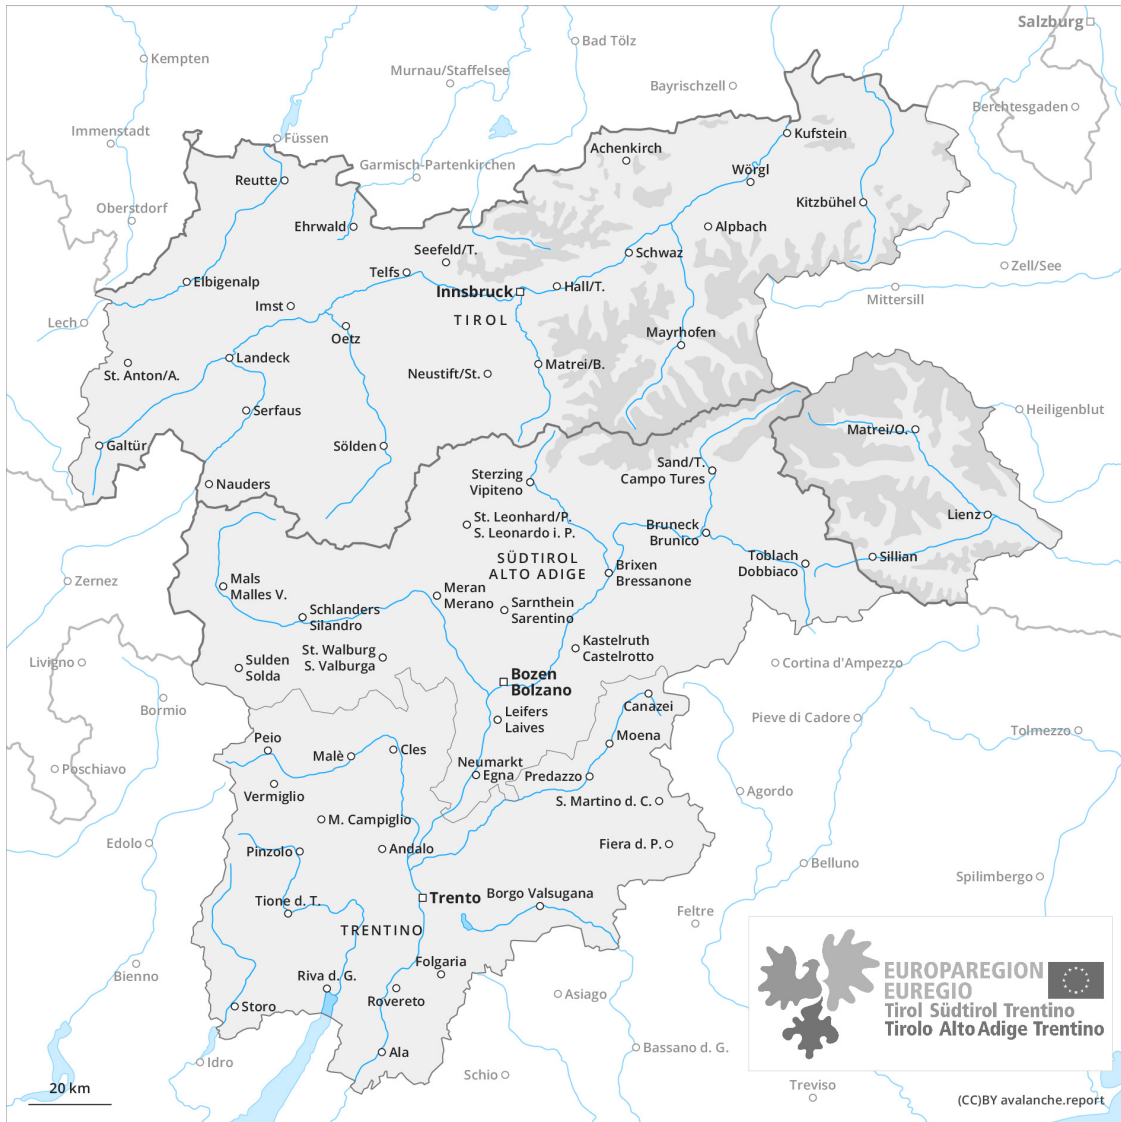 Salzburg
Bad Tölz
Kempten
Murnau/Staffelsee
Bayrischzell
Berchtesgaden
Immenstadt
Füssen
Kufstein
Achenkirch
Garmisch-Partenkirchen
Wörgl
Reutte
Kitzbühel
Oberstdorf
Ehrwald
Alpbach
Seefeld/T.
Schwaz
Telfs
Zell/See
Elbigenalp
Hall/T.
Innsbruck
Mittersill
Imst
TIROL
Lech
Oetz
Mayrhofen
Landeck
Matrei/B.
St. Anton/A.
Neustift/St.
Serfaus
Heiligenblut
Matrei/O.
Galtür
Sölden
Sand/T.
Campo Tures
Sterzing
Vipiteno
Nauders
Lienz
St. Leonhard/P.
S. Leonardo i. P.
Bruneck
Brunico
SÜDTIROL
ALTO ADIGE
Toblach
Dobbiaco
Sillian
Brixen
Bressanone
Zernez
Mals
Malles V.
Meran
Merano
Sarnthein
Sarentino
Schlanders
Silandro
Kastelruth
Castelrotto
St. Walburg
S. Valburga
Livigno
Sulden
Solda
Cortina d'Ampezzo
Bozen
Bolzano
Canazei
Bormio
Leifers
Laives
Pieve di Cadore
Tolmezzo
Peio
Moena
Malè
Cles
Neumarkt
Egna
Predazzo
Poschiavo
Vermiglio
Agordo
S. Martino d. C.
M. Campiglio
Edolo
Fiera d. P.
Pinzolo
Andalo
Belluno
Spilimbergo
Borgo Valsugana
Tione d. T.
Trento
Feltre
TRENTINO
Folgaria
Bienno
Riva d. G.
Rovereto
Asiago
Storo
EUROPAREGION
EUREGIO
Tirol Südtirol Trentino
Tirolo Alto Adige Trentino
Ala
Bassano d. G.
Idro
Schio
Treviso
20 km
(CC)BY avalanche.report